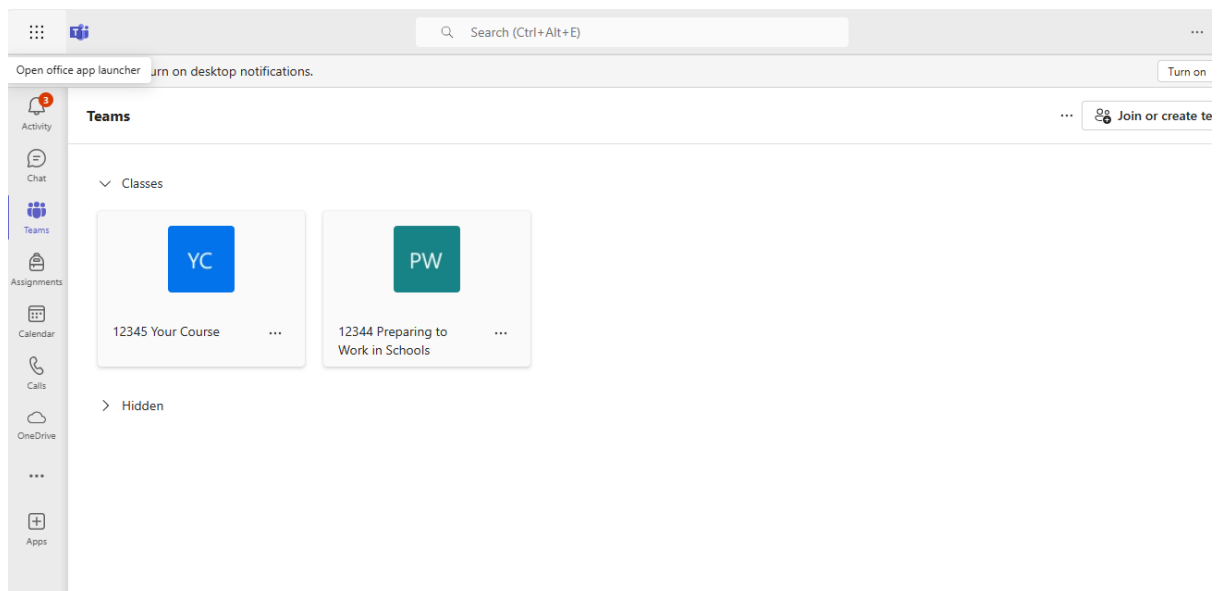 Search (Ctrl+Alt+E)
Open office app launcher
urn on desktop notifications.
Turn on
3
Activity
Teams
Join or create te
Chat
Classes
Teams
YC
PW
Assignments
12345 Your Course
12344 Preparing to
Work in Schools
Calendar
Calls
Hidden
OneDrive
Apps